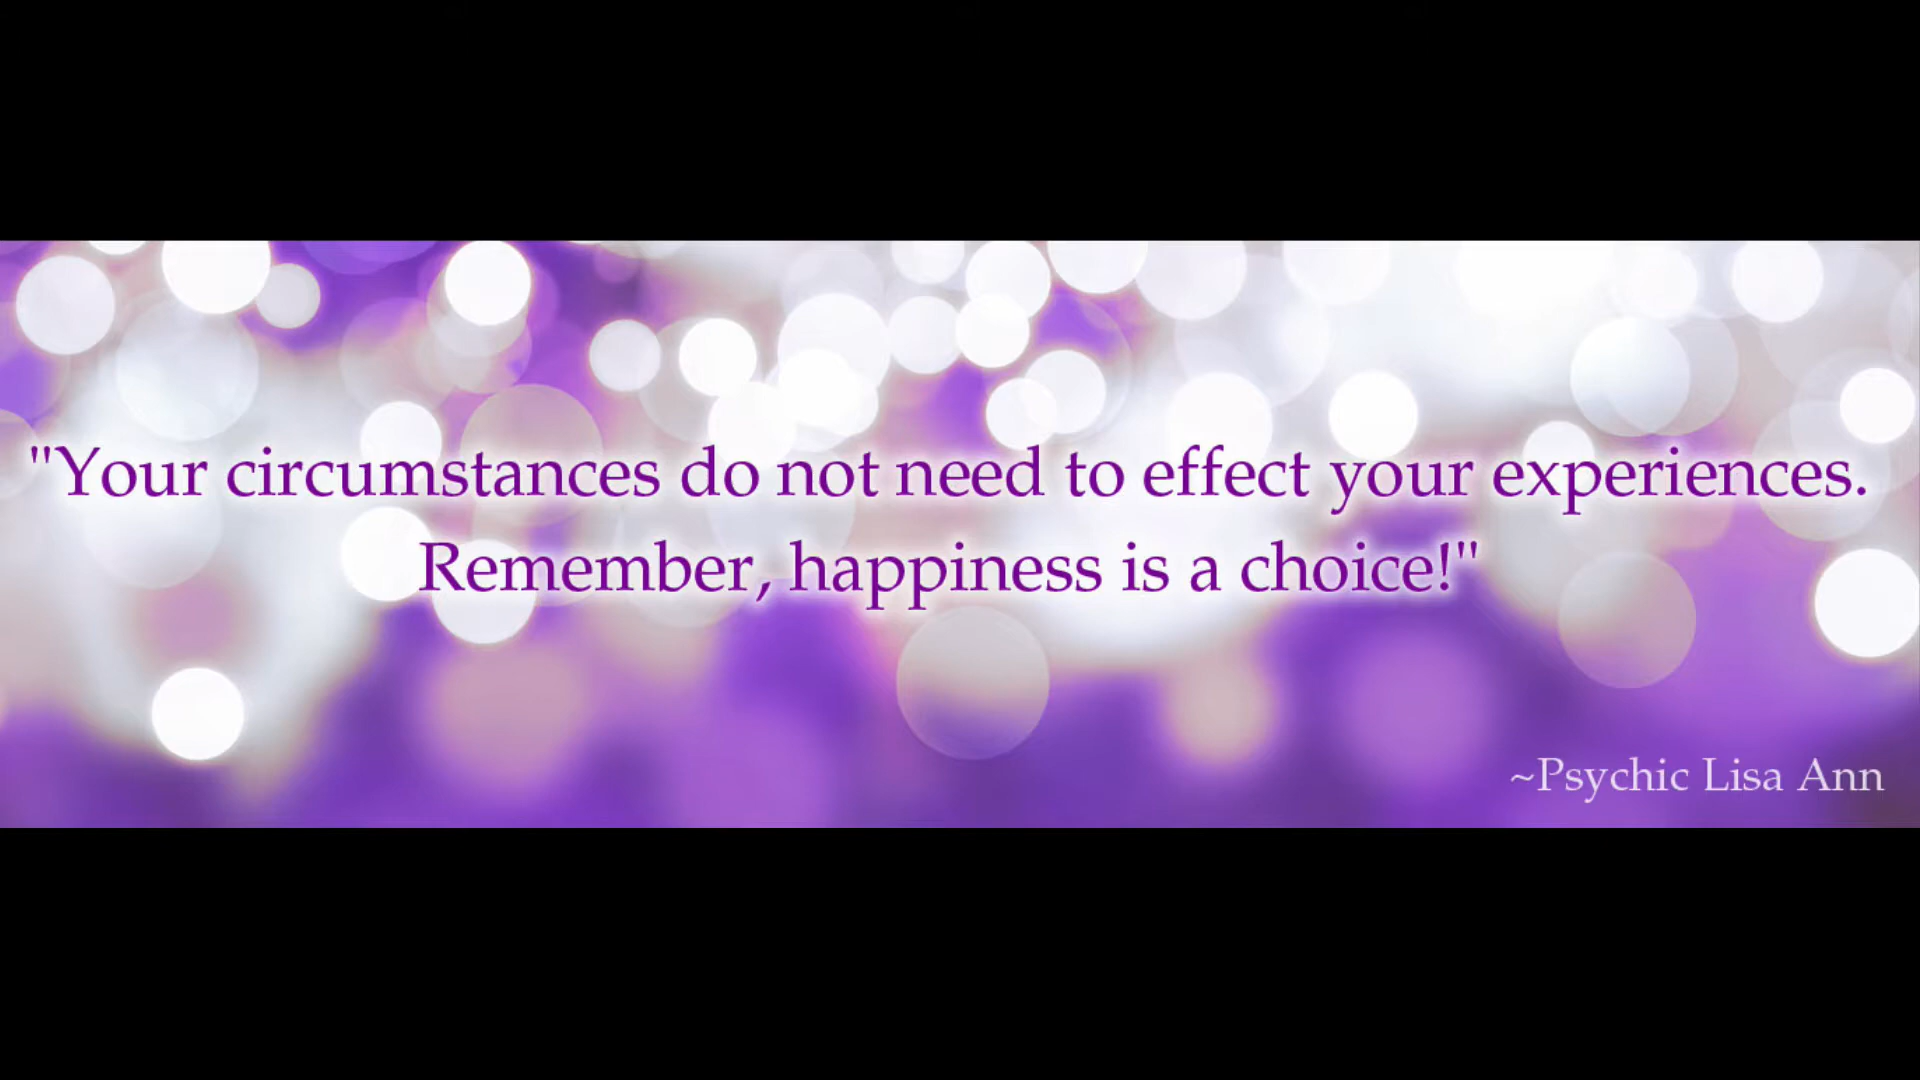 "Your circumstances do not need to effect your experiences.
Remember, happiness is a choice!"
~Psychic Lisa Ann